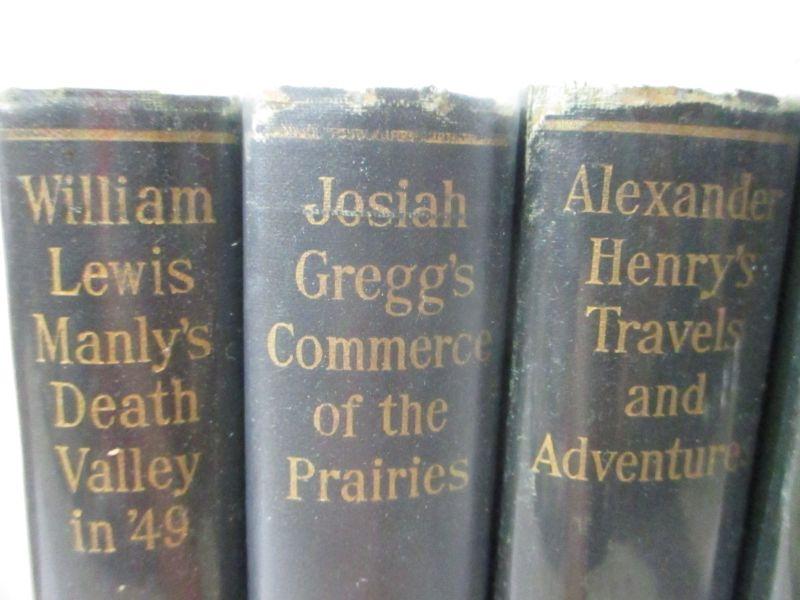 William
Lewis
Manly's
Death
Valley
in '49
Josiah
Gregg's
Commerce
of the
Prairies
Alexander
Henry's
Travels
and
Adventures